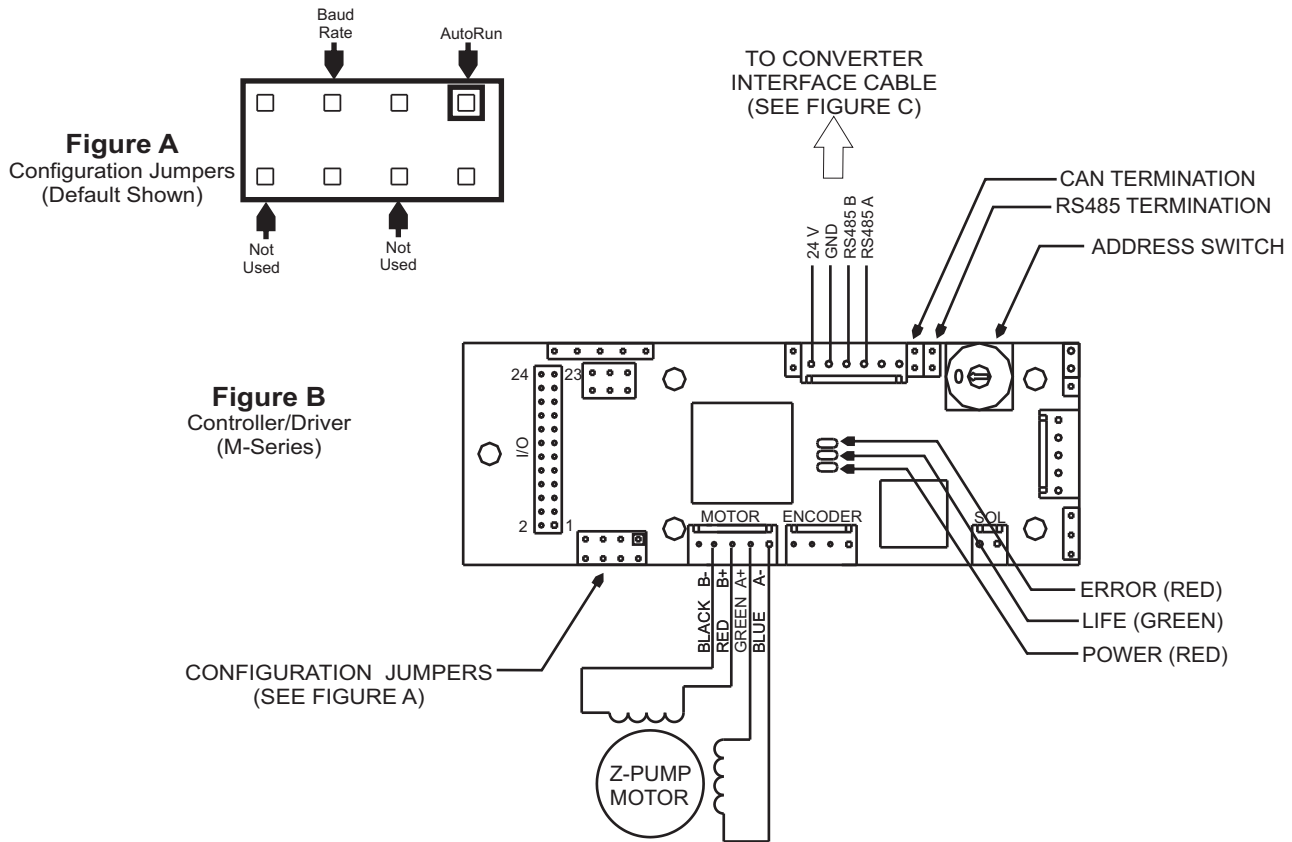 Baud
Rate
AutoRun
Figure A
Configuration Jumpers
(Default Shown)
Not
Used
Not
Used
TO CONVERTER
INTERFACE CABLE
(SEE FIGURE C)
24 V
GND
RS485 B
RS485 A
CAN TERMINATION
RS485 TERMINATION
ADDRESS SWITCH
Figure B
Controller/Driver
(M-Series)
24
23
I/O
2
1
0
MOTOR
ENCODER
SOL
BLACK B-
RED B+
GREEN A+
BLUE A-
ERROR (RED)
LIFE (GREEN)
POWER (RED)
CONFIGURATION JUMPERS
(SEE FIGURE A)
Z-PUMP
MOTOR